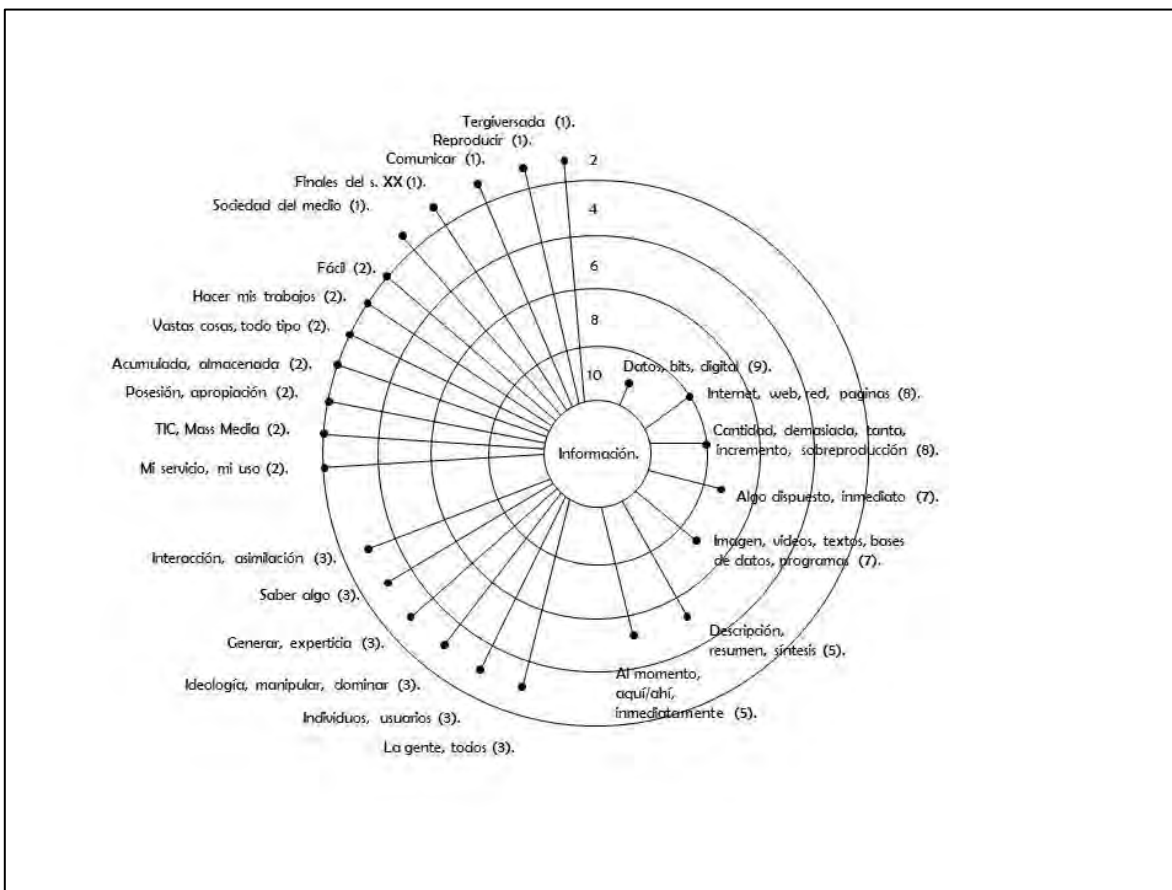 Tergiversada (1).
Reproducir (1).
Comunicar (1).
Finales del s. XX (1).
Sociedad del medio (1).
Fácil (2).
Hacer mis trabajos (2).
Vastas cosas, todo tipo (2).
Acumulada, almacenada (2).
Posesión, apropiación (2).
TIC, Mass Media (2).
Mi servicio, mi uso (2).
Interacción, asimilación (3).
Saber algo (3).
Generar, experticia (3).
Ideología, manipular, dominar (3).
Individuos, usuarios (3).
La gente, todos (3).
2
4
6
8
10
Información.
Datos, bits, digital (9).
Internet, web, red, paginas (8).
Cantidad, demasiada, tanta,
incremento, sobreproducción (8).
Algo dispuesto, inmediato (7).
Imagen, videos, textos, bases
de datos, programas (7).
Descripción,
resumen, síntesis (5).
Al momento,
aquí/ahí,
inmediatamente (5).